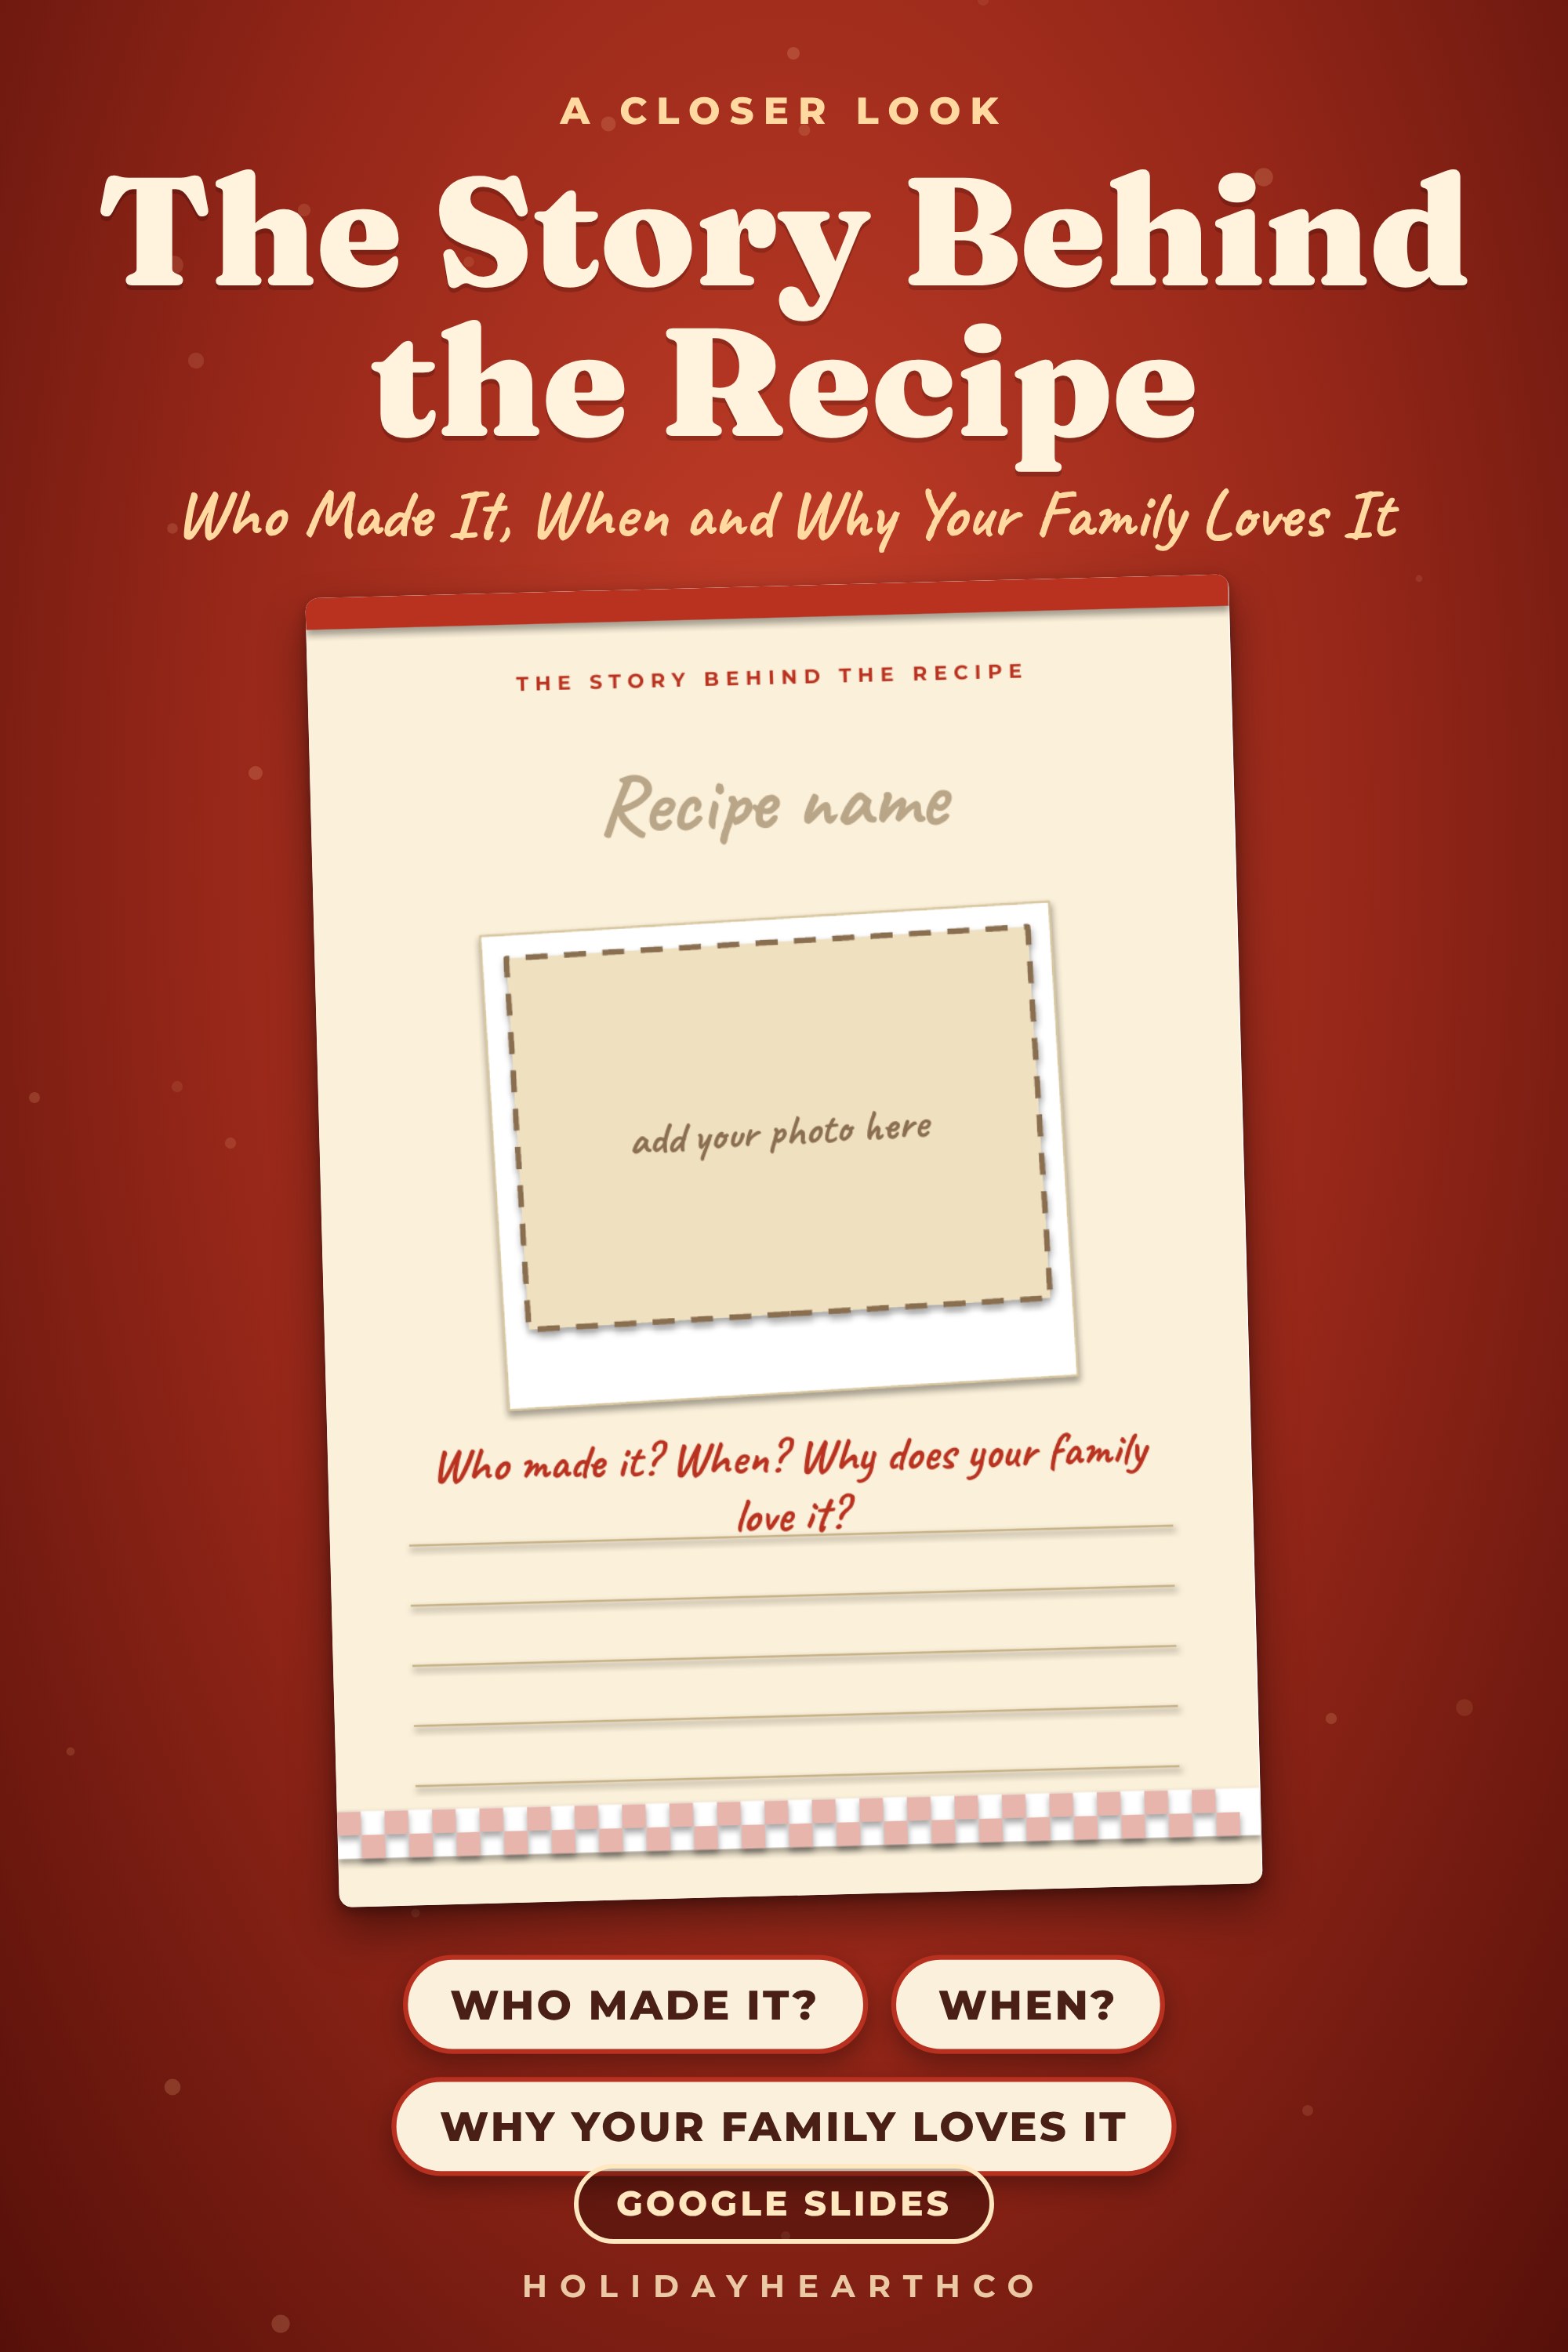 A CLOSER LOOK
The Story Behind
the Recipe
Who Made It, When and Why Your Family Loves It
THE STORY BEHIND THE RECIPE
Recipe name
add your photo here
Who made it? When? Why does your family
love it?
WHO MADE IT?
WHEN?
WHY YOUR FAMILY LOVES IT
GOOGLE SLIDES
HOLIDAYHEARTHCO